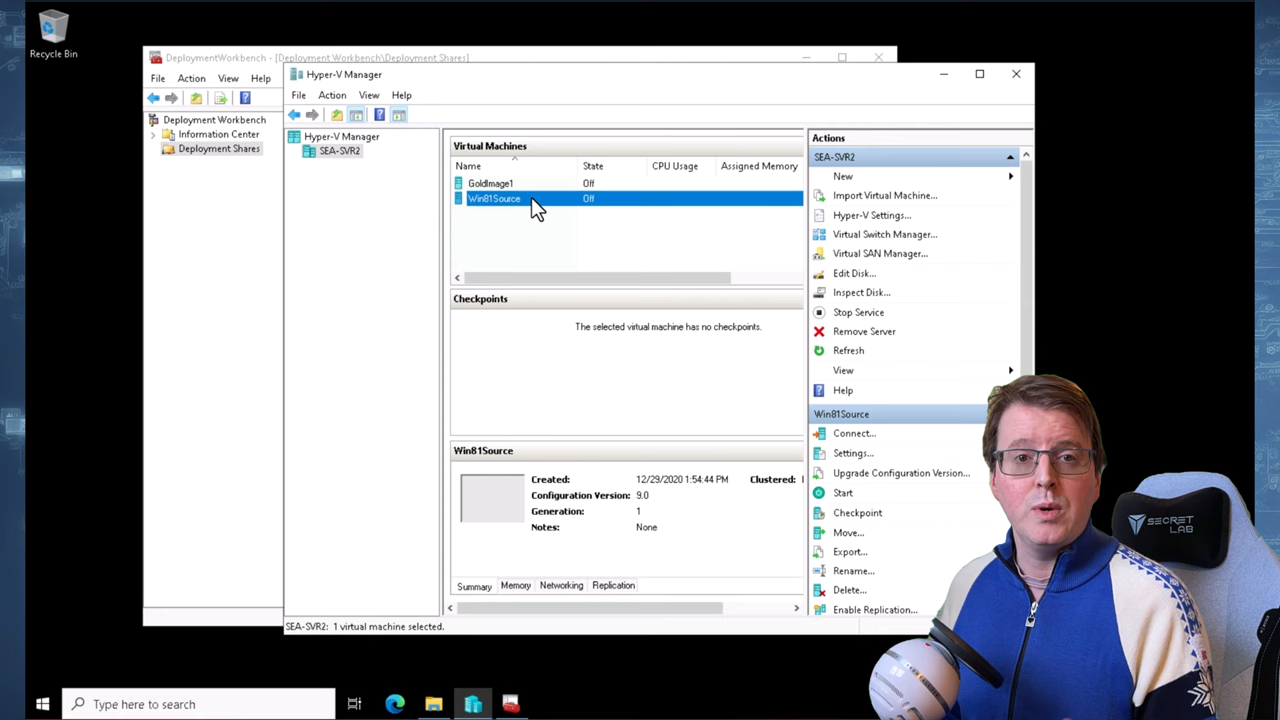 Recycle Bin
DeploymentWorkbench - [Deployment Workbench\Deployment Shares]
File Action View Help
Deployment Workbench
Information Center
Deployment Shares
Hyper-V Manager
File Action View Help
Hyper-V Manager
SEA-SVR2
Virtual Machines
Name State CPU Usage Assigned Memory
GoldImage1 Off
Win81Source Off
Checkpoints
The selected virtual machine has no checkpoints.
Win81Source
Created: 12/29/2020 1:54:44 PM Clustered:
Configuration Version: 9.0
Generation: 1
Notes: None
Summary Memory Networking Replication
SEA-SVR2: 1 virtual machine selected.
Actions
SEA-SVR2
New
Import Virtual Machine...
Hyper-V Settings...
Virtual Switch Manager...
Virtual SAN Manager...
Edit Disk...
Inspect Disk...
Stop Service
Remove Server
Refresh
View
Help
Win81Source
Connect...
Settings...
Upgrade Configuration Version...
Start
Checkpoint
Move...
Export...
Rename...
Delete...
Enable Replication...
SECRET
LAB
Type here to search